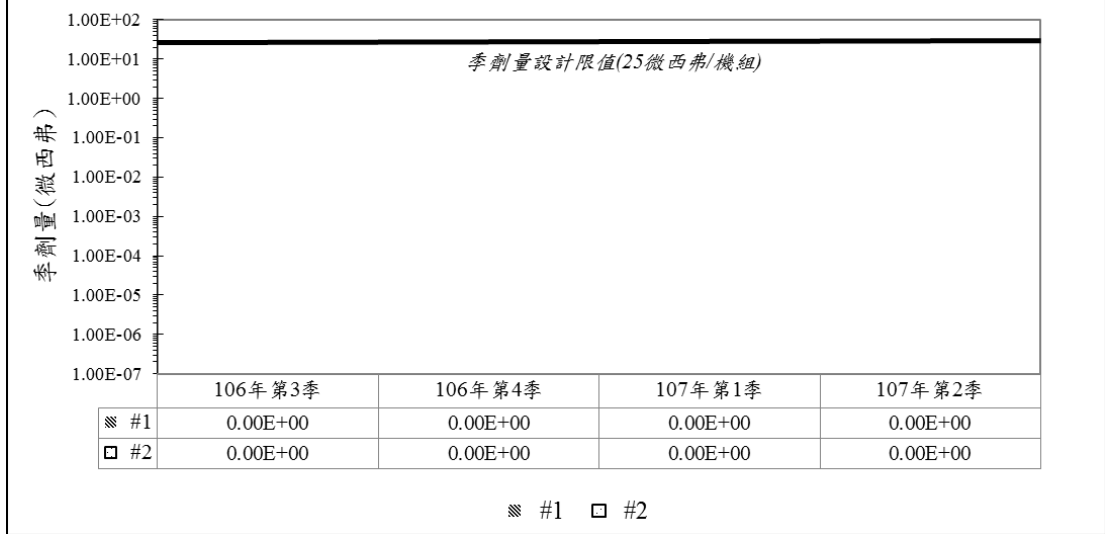 季劑量(微西弗)
1.00E+02
1.00E+01
1.00E+00
1.00E-01
1.00E-02
1.00E-03
1.00E-04
1.00E-05
1.00E-06
1.00E-07
季劑量設計限值(25微西弗/機組)
106年第3季 106年第4季 107年第1季 107年第2季
#1 0.00E+00 0.00E+00 0.00E+00 0.00E+00
#2 0.00E+00 0.00E+00 0.00E+00 0.00E+00
#1 #2